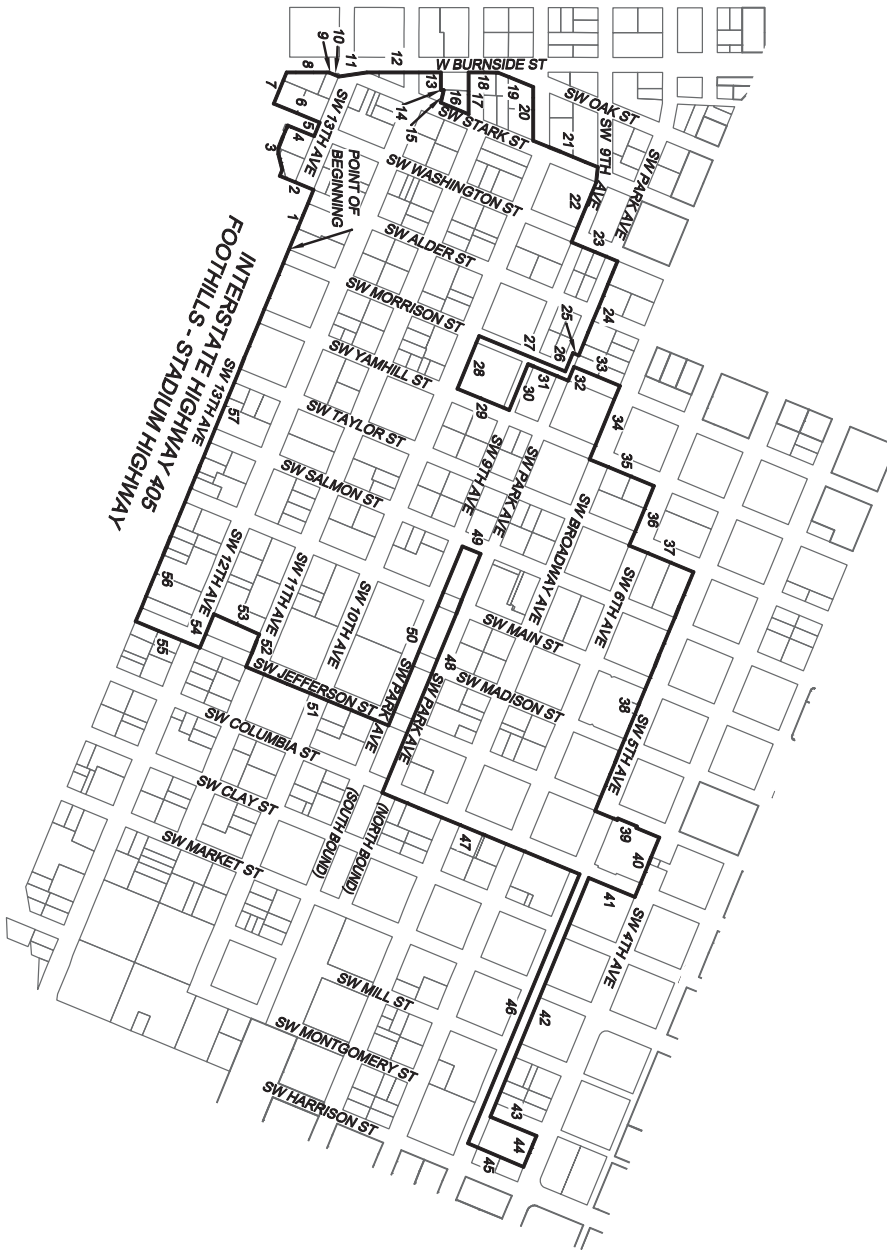 9
10
8
11
12
W BURNSIDE ST
13
18
19
SW OAK ST
7
6
5
SW 13TH AVE
14
15
16
17
20
SW STARK ST
21
SW 9TH AVE
SW PARK AVE
4
3
2
1
POINT OF
BEGINNING
SW WASHINGTON ST
22
23
SW ALDER ST
24
25
SW MORRISON ST
27
26
33
28
31
32
30
29
34
SW YAMHILL ST
35
SW 13TH AVE
57
SW TAYLOR ST
SW 9TH AVE
SW PARK AVE
SW BROADWAY AVE
36
37
INTERSTATE HIGHWAY 405
FOOTHILLS - STADIUM HIGHWAY
SW SALMON ST
49
SW 12TH AVE
SW 11TH AVE
SW 10TH AVE
SW 6TH AVE
56
53
50
SW MAIN ST
55
54
52
SW PARK AVE
48
SW PARK AVE
SW MADISON ST
38
SW 5TH AVE
SW JEFFERSON ST
51
SW COLUMBIA ST
39
40
SW CLAY ST
(SOUTH BOUND)
(NORTH BOUND)
47
41
SW MARKET ST
SW 4TH AVE
SW MILL ST
46
42
SW MONTGOMERY ST
SW HARRISON ST
43
44
45